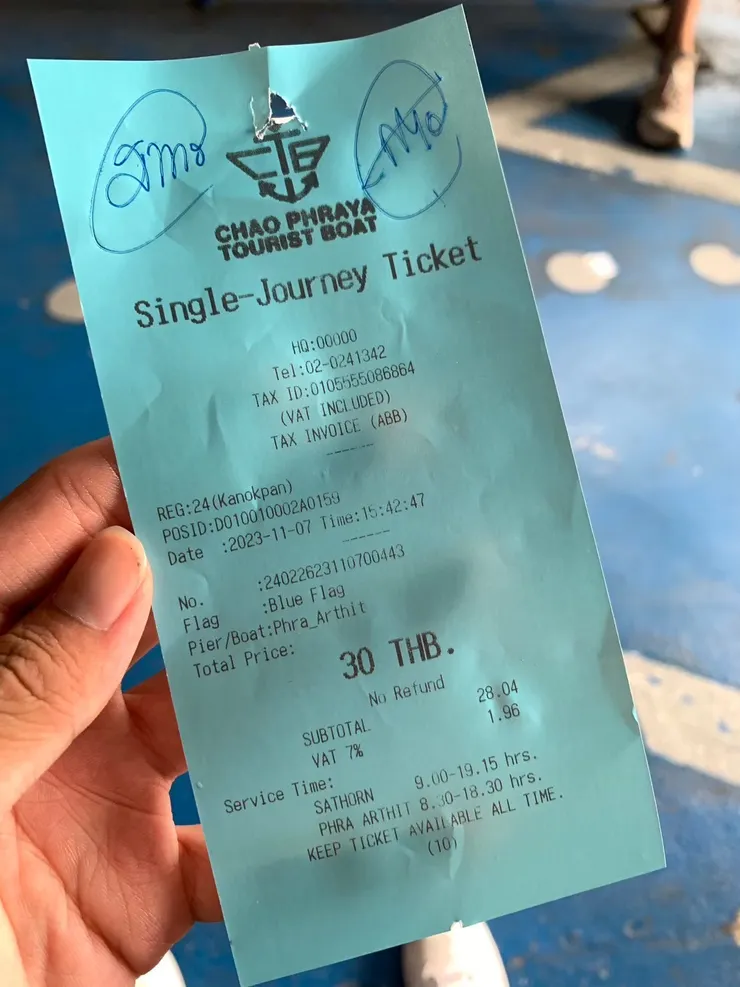 CTB
CHAO PHRAYA
TOURIST BOAT
Single-Journey Ticket
HQ:00000
Tel:02-0241342
TAX ID:0105555086864
(VAT INCLUDED)
TAX INVOICE (ABB)
------
REG:24(Kanokpan)
POSID:D010010002A0159
Date :2023-11-07 Time:15:42:47
------
No. :24022623110700443
Flag :Blue Flag
Pier/Boat:Phra_Arthit
Total Price:
30 THB.
No Refund
SUBTOTAL 28.04
VAT 7% 1.96
Service Time:
SATHORN 9.00-19.15 hrs.
PHRA ARTHIT 8.30-18.30 hrs.
KEEP TICKET AVAILABLE ALL TIME.
(10)